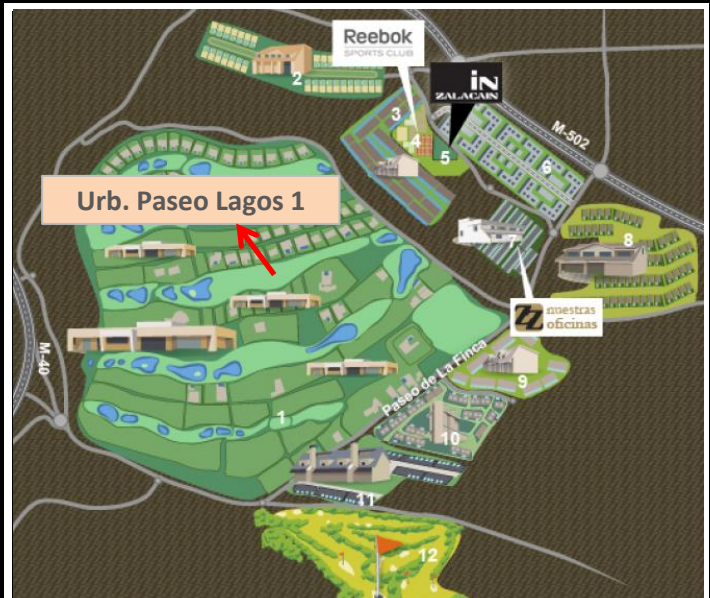 Reebok
SPORTS CLUB
in
ZALACAIN
2
3
4
5
M-502
6
Urb. Paseo Lagos 1
7
8
ZZ nuestras
oficinas
M-40
Paseo de La Finca
9
1
10
11
12